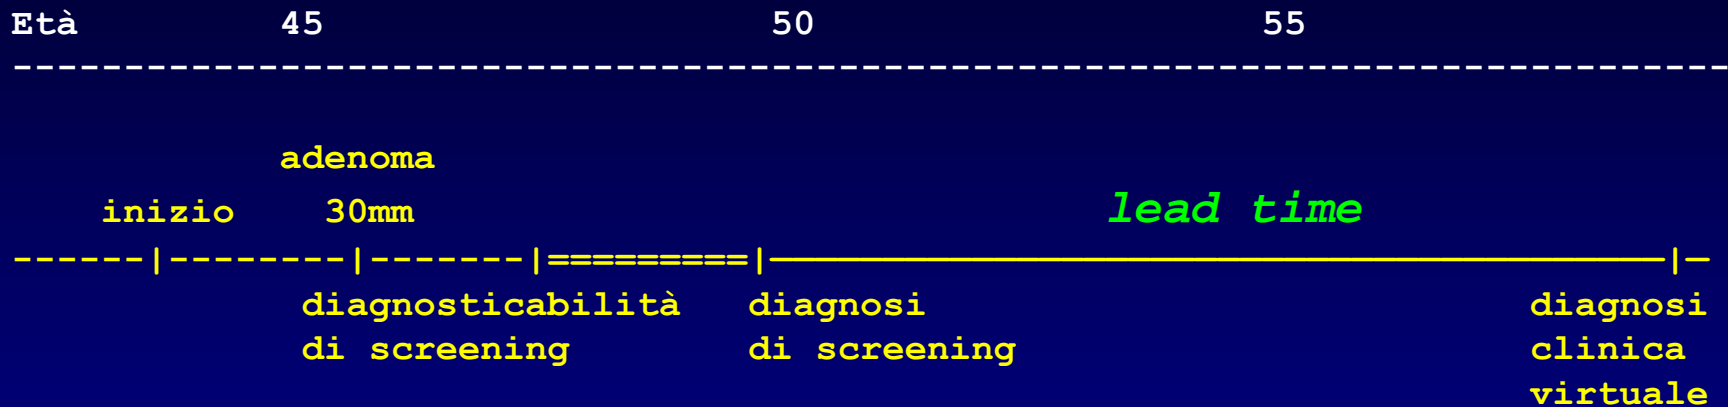 Età 45 50 55
-----------------------------------------------------------------------------
adenoma
inizio 30mm lead time
------|--------|-------|=========|————————————————————————————————————————|—
diagnosticabilità diagnosi diagnosi
di screening di screening clinica
virtuale